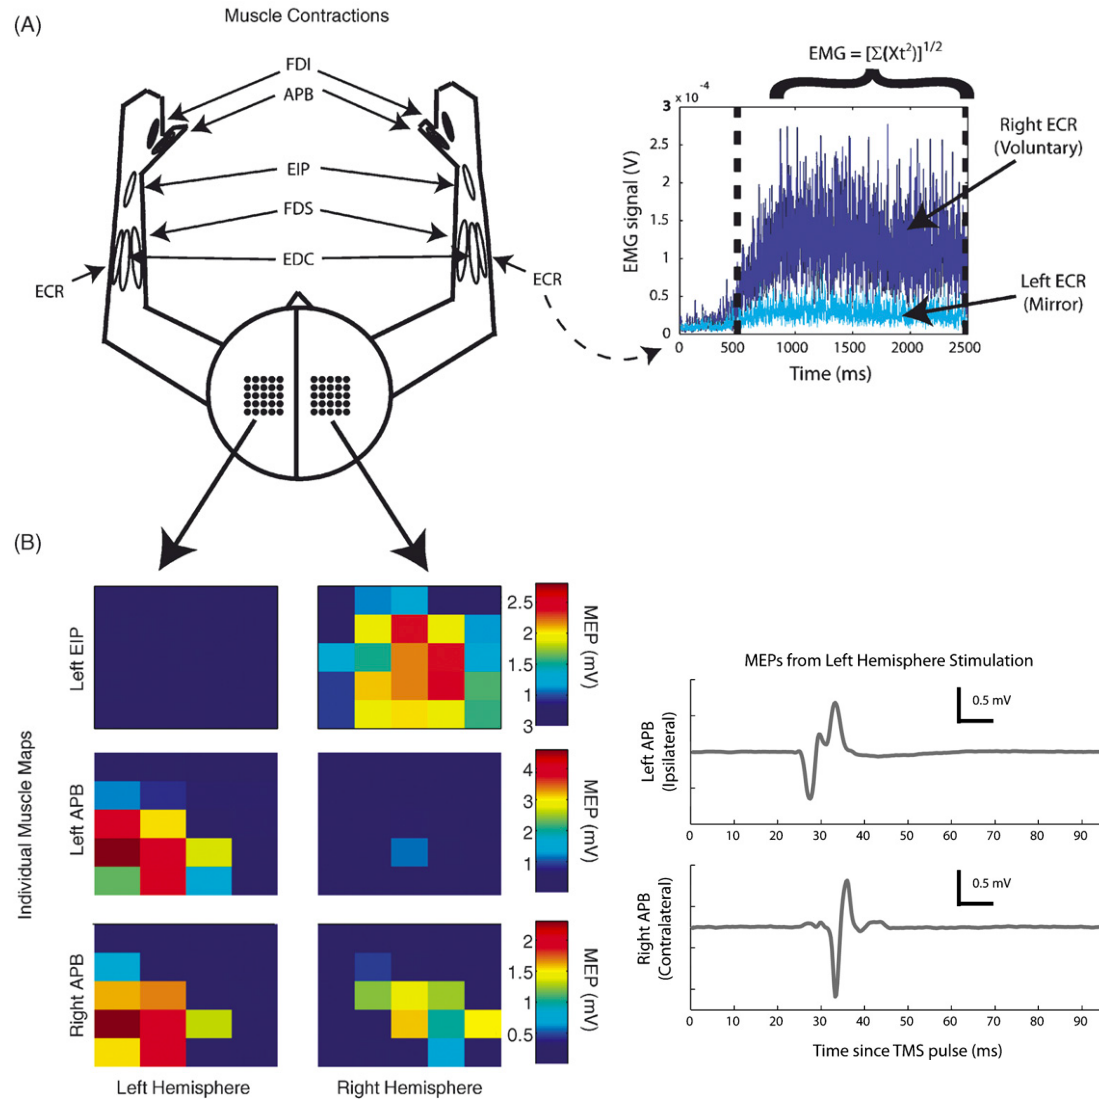 (A)
Muscle Contractions
FDI
APB
EIP
FDS
EDC
ECR
ECR
EMG = [Σ(Xt²)]^1/2
3 x 10^-4
2.5
2
1.5
1
0.5
0
EMG signal (V)
0 500 1000 1500 2000 2500
Time (ms)
Right ECR
(Voluntary)
Left ECR
(Mirror)
(B)
Individual Muscle Maps
Left EIP
2.5
2
1.5
1
3
MEP (mV)
Left APB
4
3
2
1
MEP (mV)
Right APB
2
1.5
1
0.5
MEP (mV)
Left Hemisphere
Right Hemisphere
MEPs from Left Hemisphere Stimulation
Left APB
(Ipsilateral)
0.5 mV
0 10 20 30 40 50 60 70 80 90
Right APB
(Contralateral)
0.5 mV
0 10 20 30 40 50 60 70 80 90
Time since TMS pulse (ms)